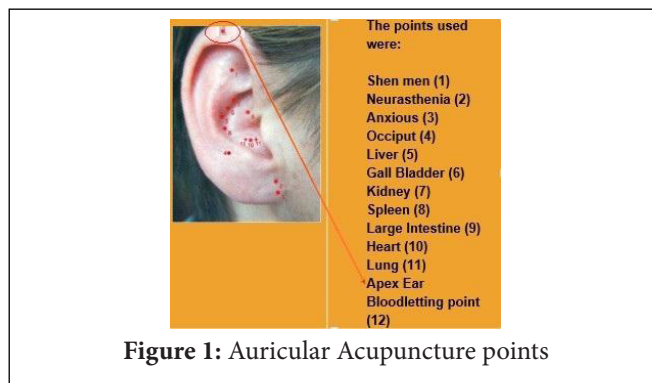 The points used
were:
Shen men (1)
Neurasthenia (2)
Anxious (3)
Occiput (4)
Liver (5)
Gall Bladder (6)
Kidney (7)
Spleen (8)
Large Intestine (9)
Heart (10)
Lung (11)
Apex Ear
Bloodletting point
(12)
Figure 1: Auricular Acupuncture points